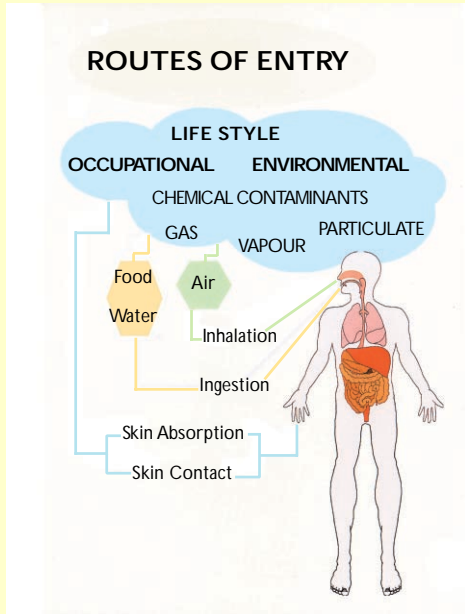 ROUTES OF ENTRY
LIFE STYLE
OCCUPATIONAL ENVIRONMENTAL
CHEMICAL CONTAMINANTS
GAS
VAPOUR
PARTICULATE
Food
Water
Air
Inhalation
Ingestion
Skin Absorption
Skin Contact